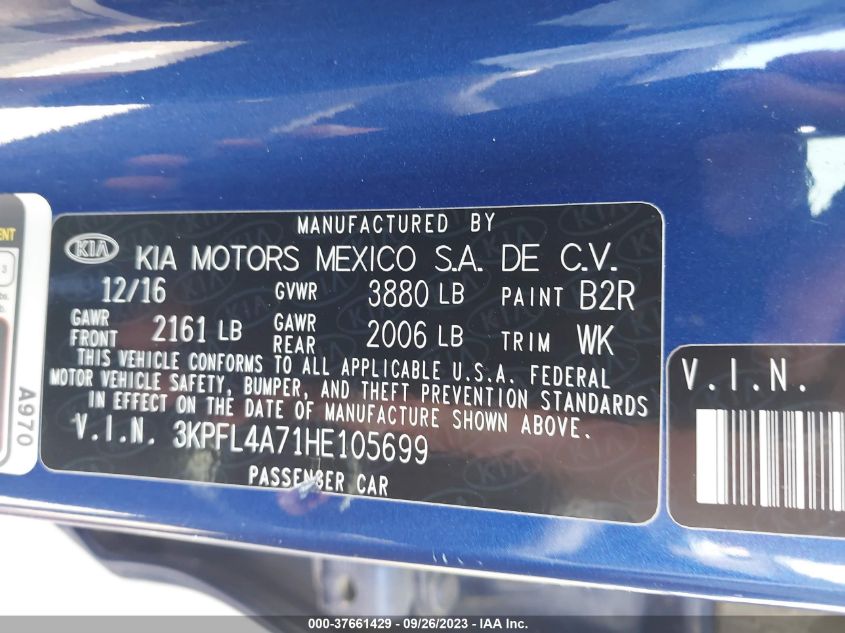 MANUFACTURED BY
KIA KIA MOTORS MEXICO S.A. DE C.V.
12/16 GVWR 3880 LB PAINT B2R
GAWR FRONT 2161 LB GAWR REAR 2006 LB TRIM WK
THIS VEHICLE CONFORMS TO ALL APPLICABLE U.S.A. FEDERAL
MOTOR VEHICLE SAFETY, BUMPER, AND THEFT PREVENTION STANDARDS
IN EFFECT ON THE DATE OF MANUFACTURE SHOWN ABOVE.
V.I.N. 3KPFL4A71HE105699
PASSENGER CAR
A970
V.I.N.
000-37661429 - 09/26/2023 - IAA Inc.